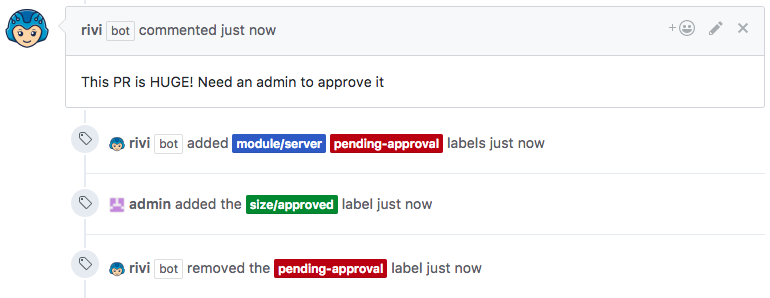 rivi bot commented just now
This PR is HUGE! Need an admin to approve it
rivi bot added module/server pending-approval labels just now
admin added the size/approved label just now
rivi bot removed the pending-approval label just now